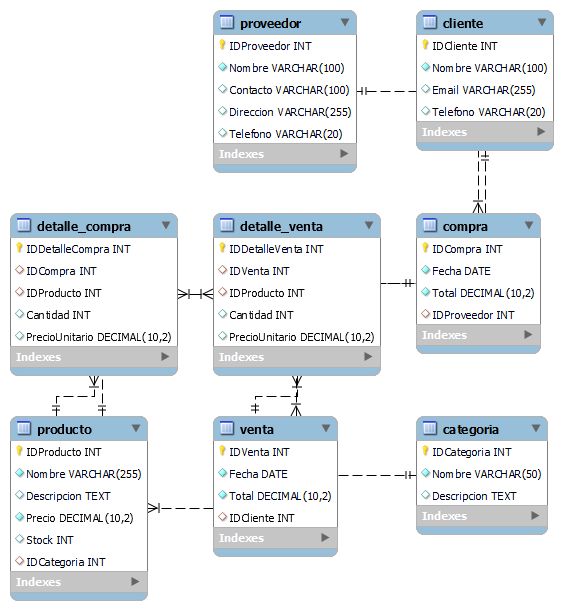 proveedor
IDProveedor INT
Nombre VARCHAR(100)
Contacto VARCHAR(100)
Direccion VARCHAR(255)
Telefono VARCHAR(20)
Indexes
cliente
IDCliente INT
Nombre VARCHAR(100)
Email VARCHAR(255)
Telefono VARCHAR(20)
Indexes
detalle_compra
IDDetalleCompra INT
IDCompra INT
IDProducto INT
Cantidad INT
PrecioUnitario DECIMAL(10,2)
Indexes
detalle_venta
IDDetalleVenta INT
IDVenta INT
IDProducto INT
Cantidad INT
PrecioUnitario DECIMAL(10,2)
Indexes
compra
IDCompra INT
Fecha DATE
Total DECIMAL(10,2)
IDProveedor INT
Indexes
producto
IDProducto INT
Nombre VARCHAR(255)
Descripcion TEXT
Precio DECIMAL(10,2)
Stock INT
IDCategoria INT
Indexes
venta
IDVenta INT
Fecha DATE
Total DECIMAL(10,2)
IDCliente INT
Indexes
categoria
IDCategoria INT
Nombre VARCHAR(50)
Descripcion TEXT
Indexes